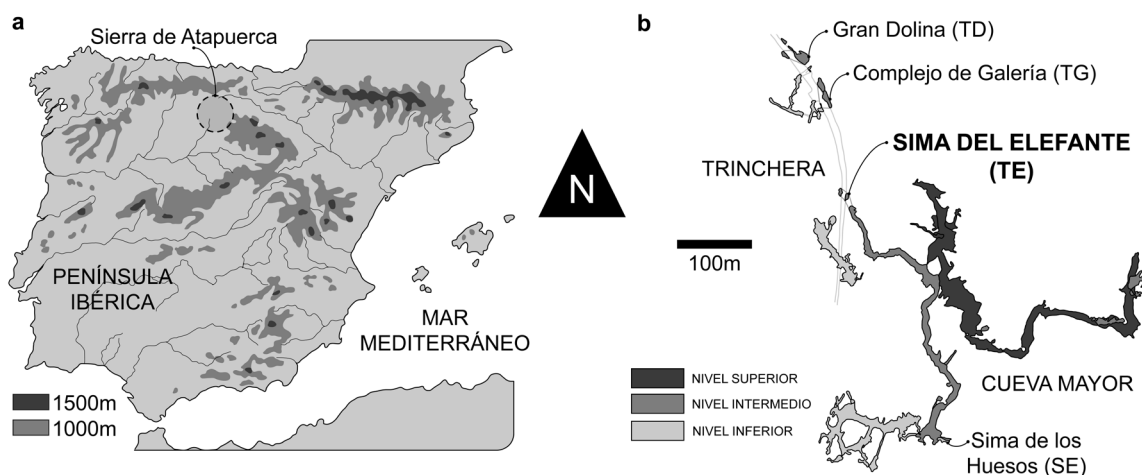 a
Sierra de Atapuerca
PENÍNSULA
IBÉRICA
MAR
MEDITERRÁNEO
1500m
1000m
N
b
Gran Dolina (TD)
Complejo de Galería (TG)
SIMA DEL ELEFANTE
(TE)
TRINCHERA
100m
CUEVA MAYOR
NIVEL SUPERIOR
NIVEL INTERMEDIO
NIVEL INFERIOR
Sima de los
Huesos (SE)